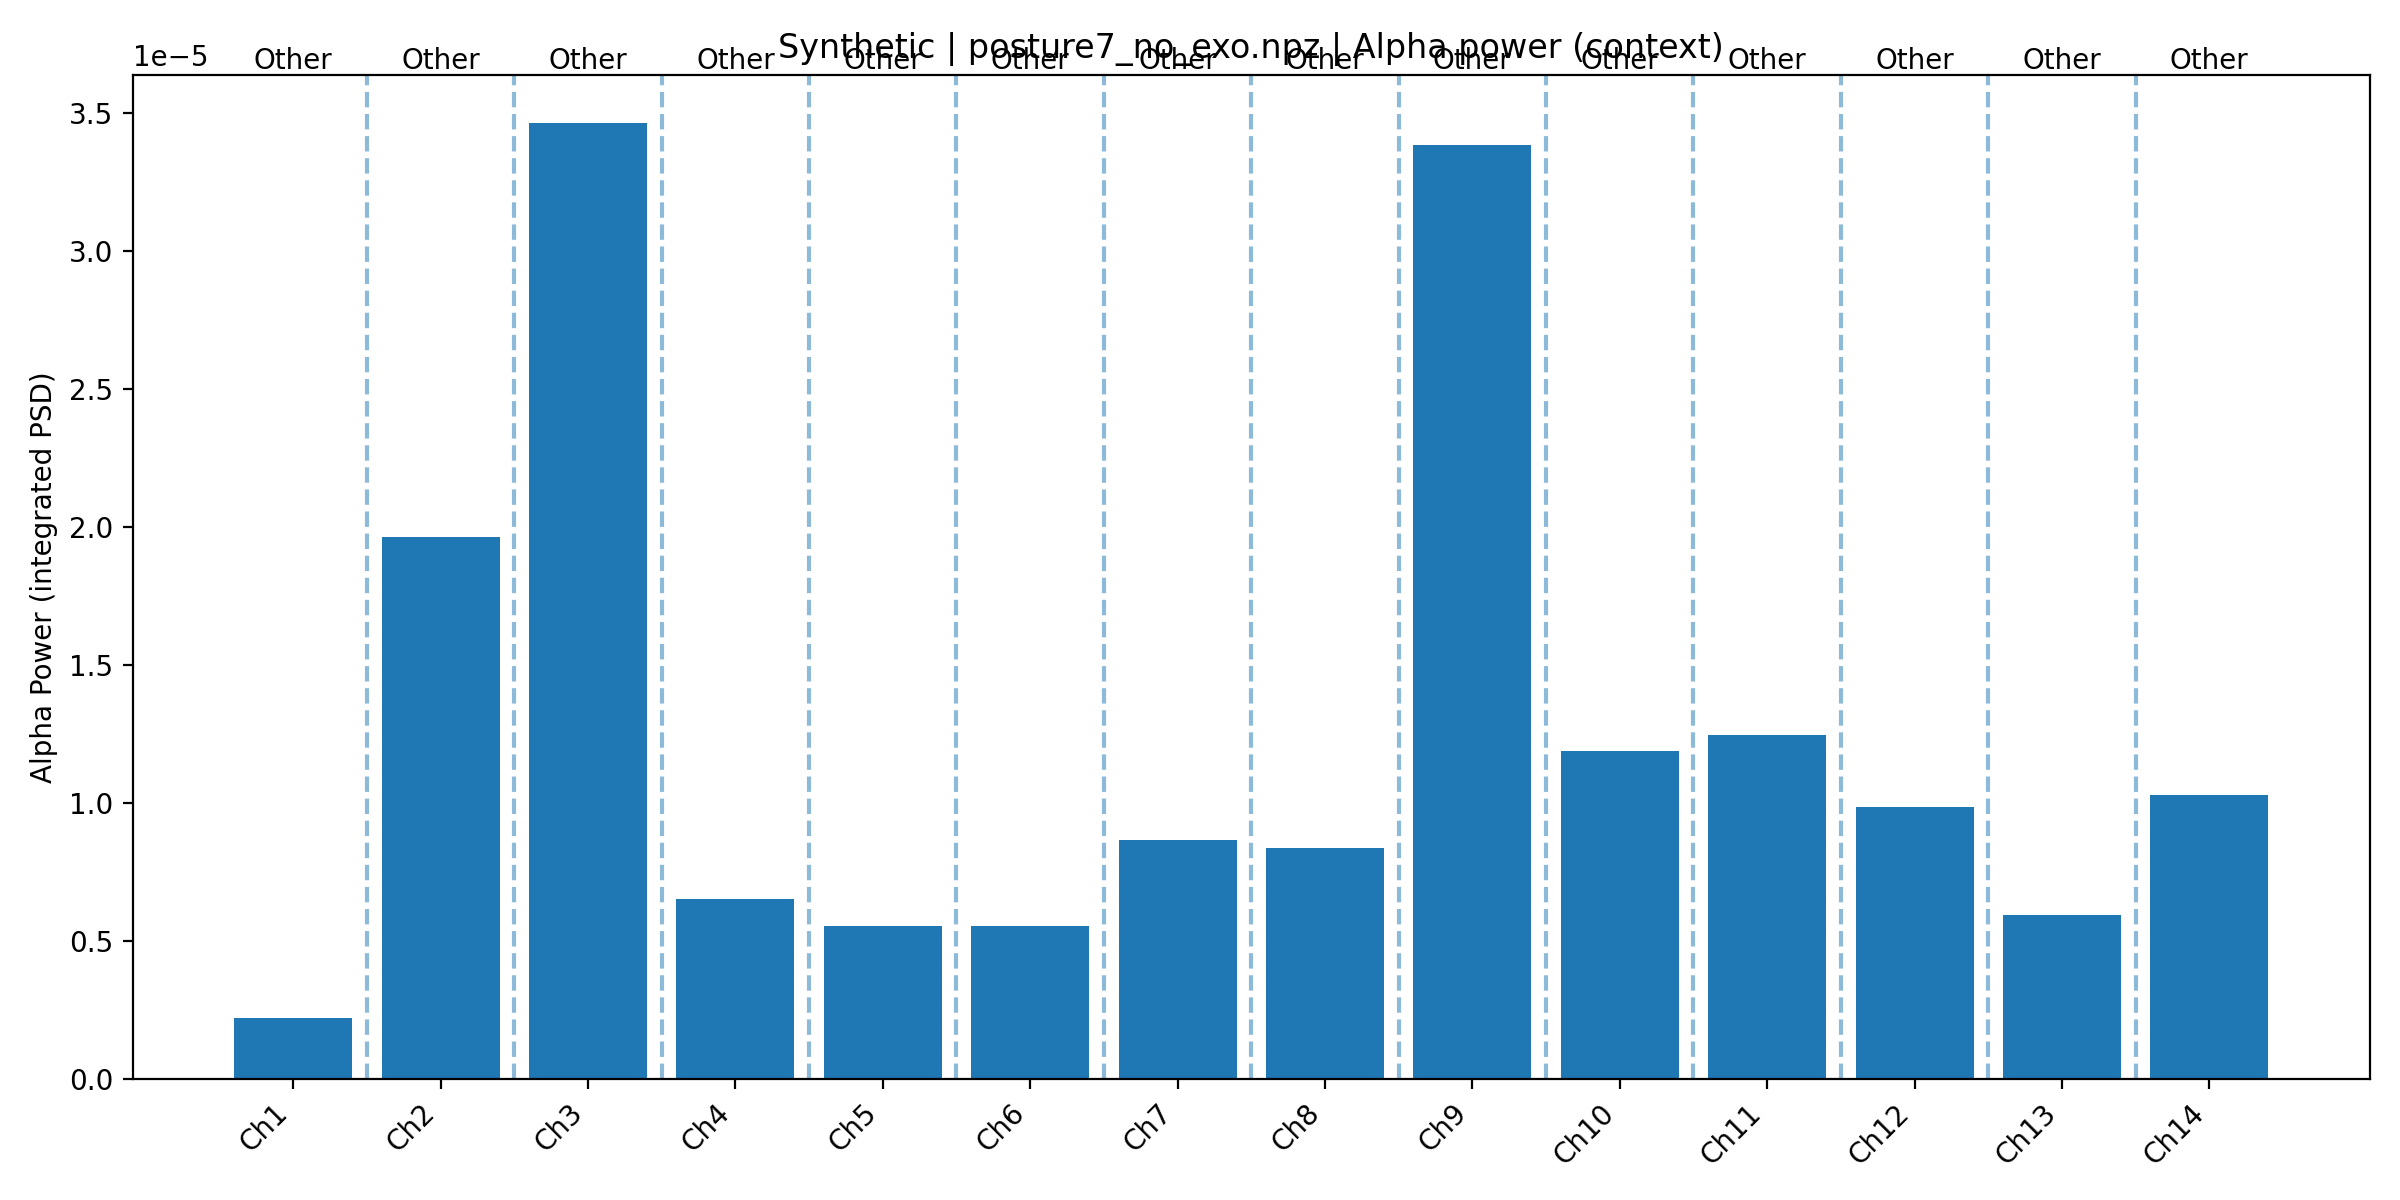 Synthetic | posture7_no_exo.npz | Alpha power (context)
1e−5
Other Other Other Other Other Other Other Other Other Other Other Other Other Other
Alpha Power (integrated PSD)
3.5
3.0
2.5
2.0
1.5
1.0
0.5
0.0
Ch1 Ch2 Ch3 Ch4 Ch5 Ch6 Ch7 Ch8 Ch9 Ch10 Ch11 Ch12 Ch13 Ch14